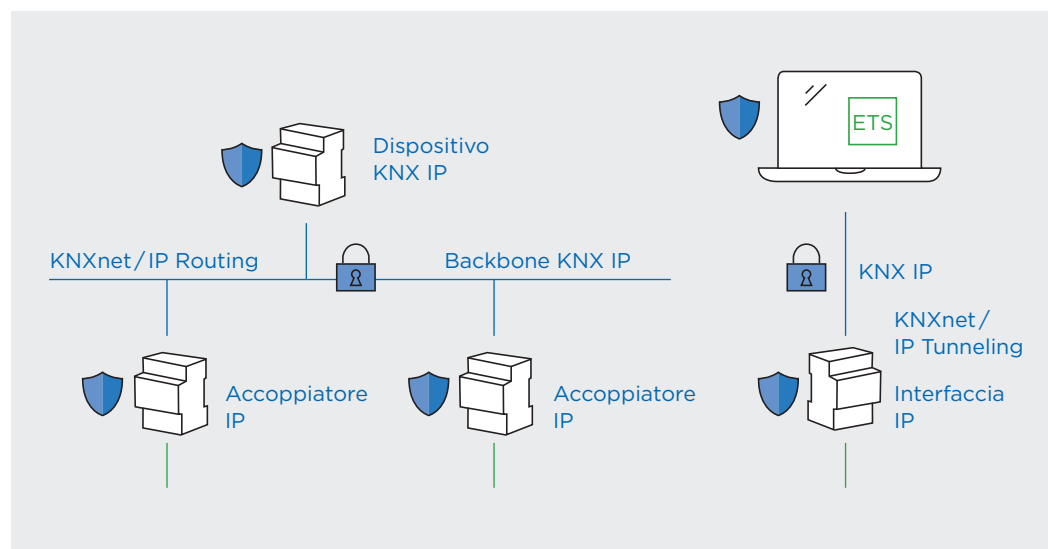 Dispositivo
KNX IP
KNXnet/IP Routing
Backbone KNX IP
Accoppiatore
IP
Accoppiatore
IP
ETS
KNX IP
KNXnet/
IP Tunneling
Interfaccia
IP